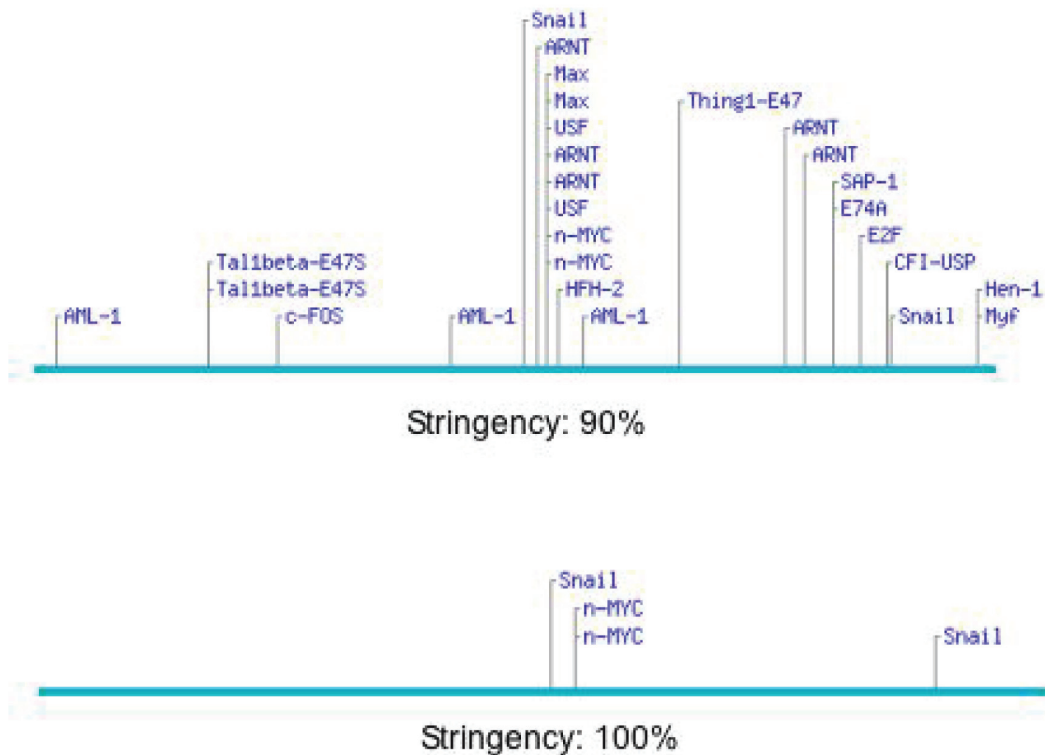 Snail
ARNT
Max
Max
Thing1-E47
USF
ARNT
ARNT
ARNT
ARNT
SAP-1
USF
E74A
n-MYC
E2F
Tal1beta-E47S
n-MYC
CFI-USP
Tal1beta-E47S
HFH-2
Hen-1
AML-1
c-FOS
AML-1
AML-1
Snail
Myf
Stringency: 90%
Snail
n-MYC
n-MYC
Snail
Stringency: 100%